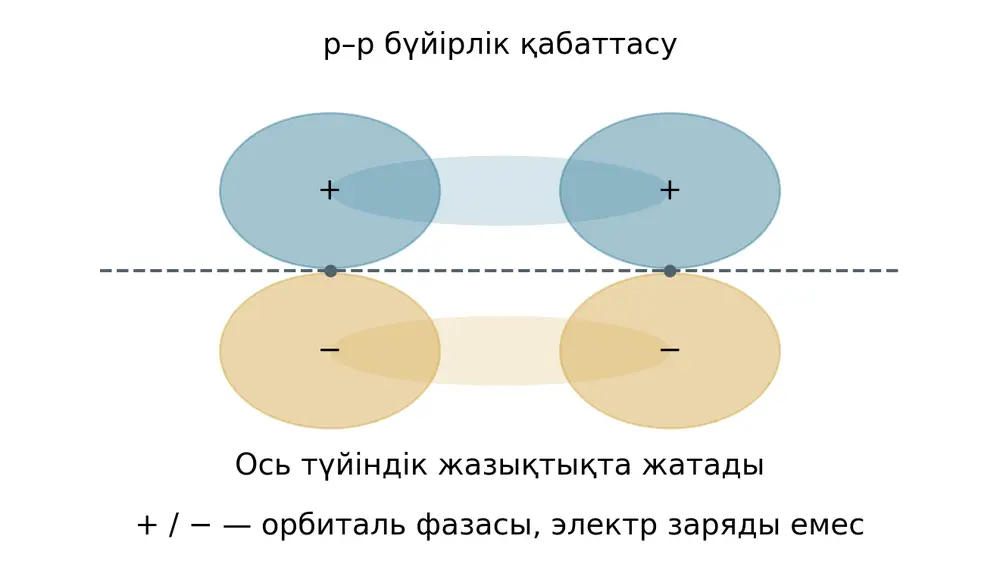 p–p бүйірлік қабаттасу
+ +
− −
Ось түйіндік жазықтықта жатады
+ / − — орбиталь фазасы, электр заряды емес